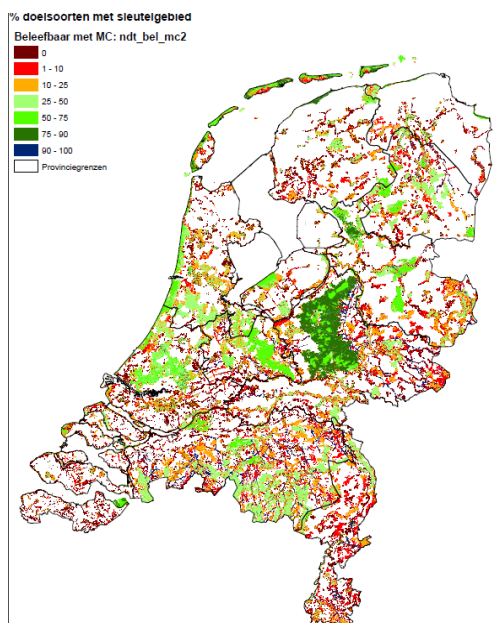 % doelsoorten met sleutelgebied
Beleefbaar met MC: ndt_bel_mc2
0
1 - 10
10 - 25
25 - 50
50 - 75
75 - 90
90 - 100
Provinciegrenzen